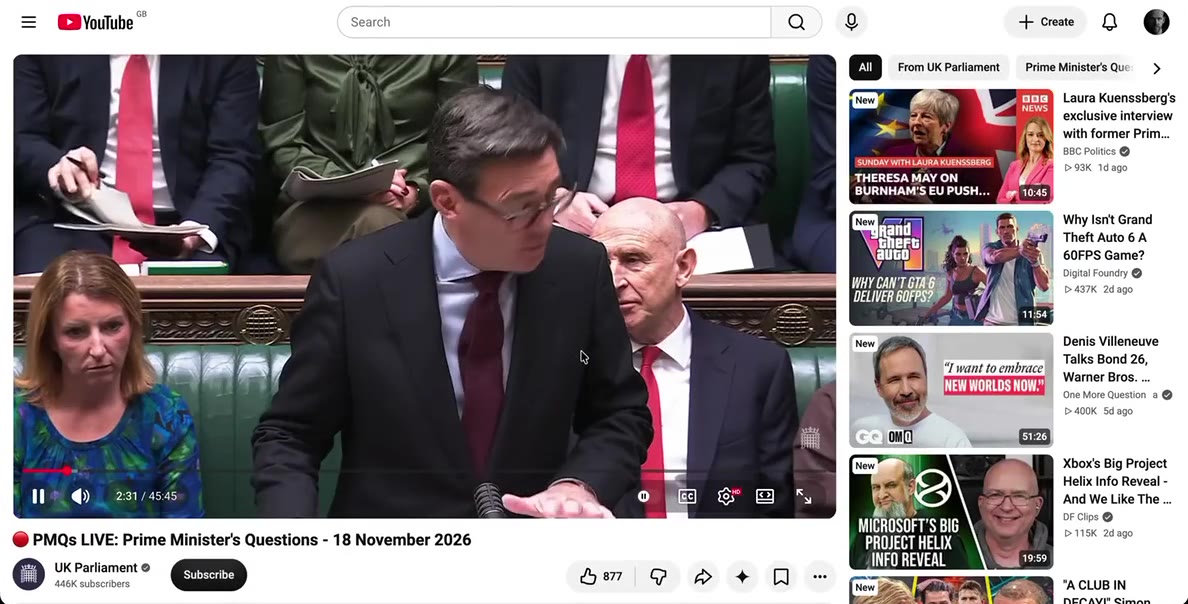 YouTube GB
Search
Create
All
From UK Parliament
Prime Minister's Que
New
BBC
NEWS
SUNDAY WITH LAURA KUENSSBERG
THERESA MAY ON
BURNHAM'S EU PUSH...
10:45
Laura Kuenssberg's
exclusive interview
with former Prim...
BBC Politics
93K 1d ago
New
grand
theft
auto
VI
WHY CAN'T GTA 6
DELIVER 60FPS?
11:54
Why Isn't Grand
Theft Auto 6 A
60FPS Game?
Digital Foundry
437K 2d ago
New
"I want to embrace
NEW WORLDS NOW."
GQ OMQ
51:26
Denis Villeneuve
Talks Bond 26,
Warner Bros. ...
One More Question a
400K 5d ago
New
MICROSOFT'S BIG
PROJECT HELIX
INFO REVEAL
19:59
Xbox's Big Project
Helix Info Reveal -
And We Like The ...
DF Clips
115K 2d ago
New
"A CLUB IN
DECAY!" Simon
2:31 / 45:45
CC
HD
PMQs LIVE: Prime Minister's Questions - 18 November 2026
UK Parliament
446K subscribers
Subscribe
877